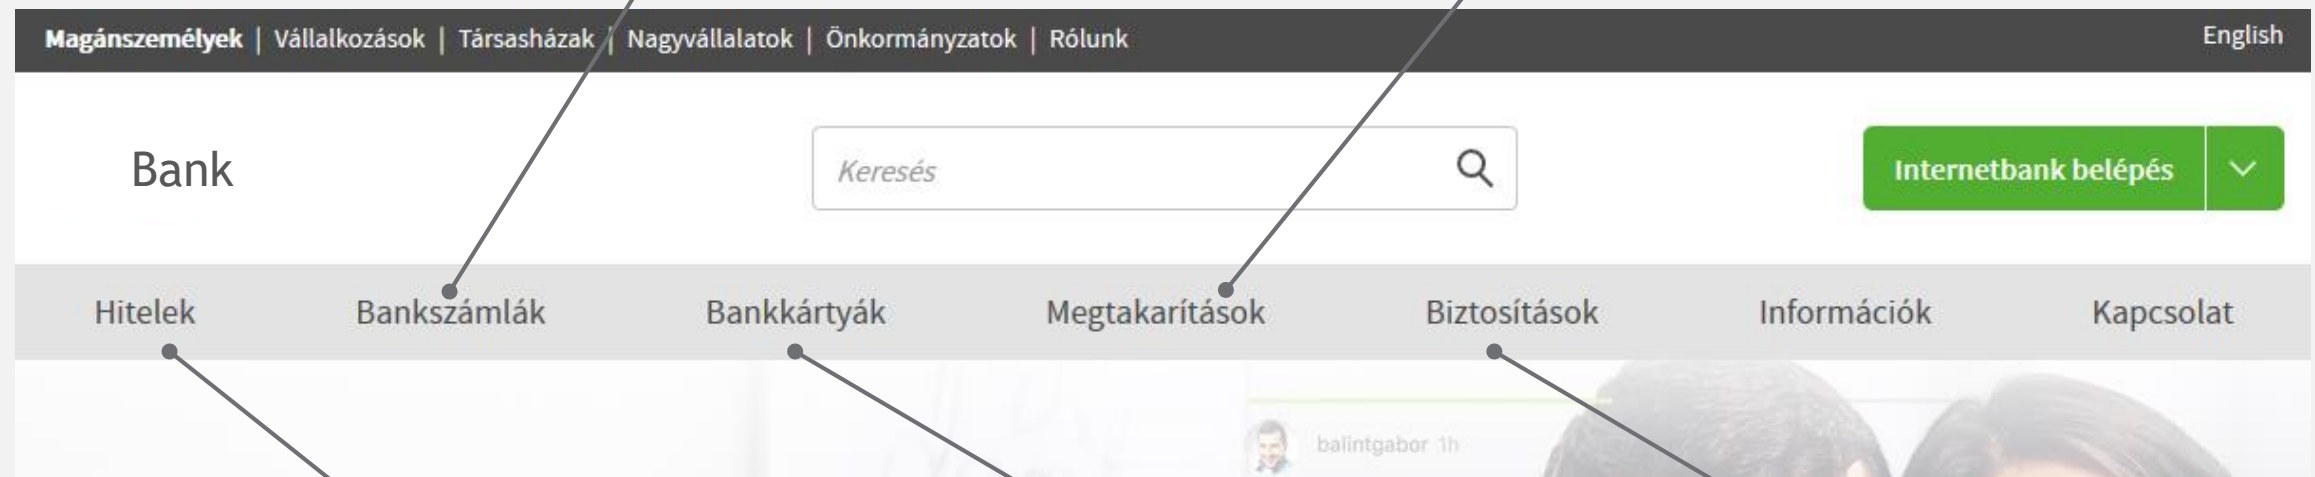 Magánszemélyek | Vállalkozások | Társasházak | Nagyvállalatok | Önkormányzatok | Rólunk English
Bank Keresés Internetbank belépés
Hitelek Bankszámlák Bankkártyák Megtakarítások Biztosítások Információk Kapcsolat
balintgabor 1h